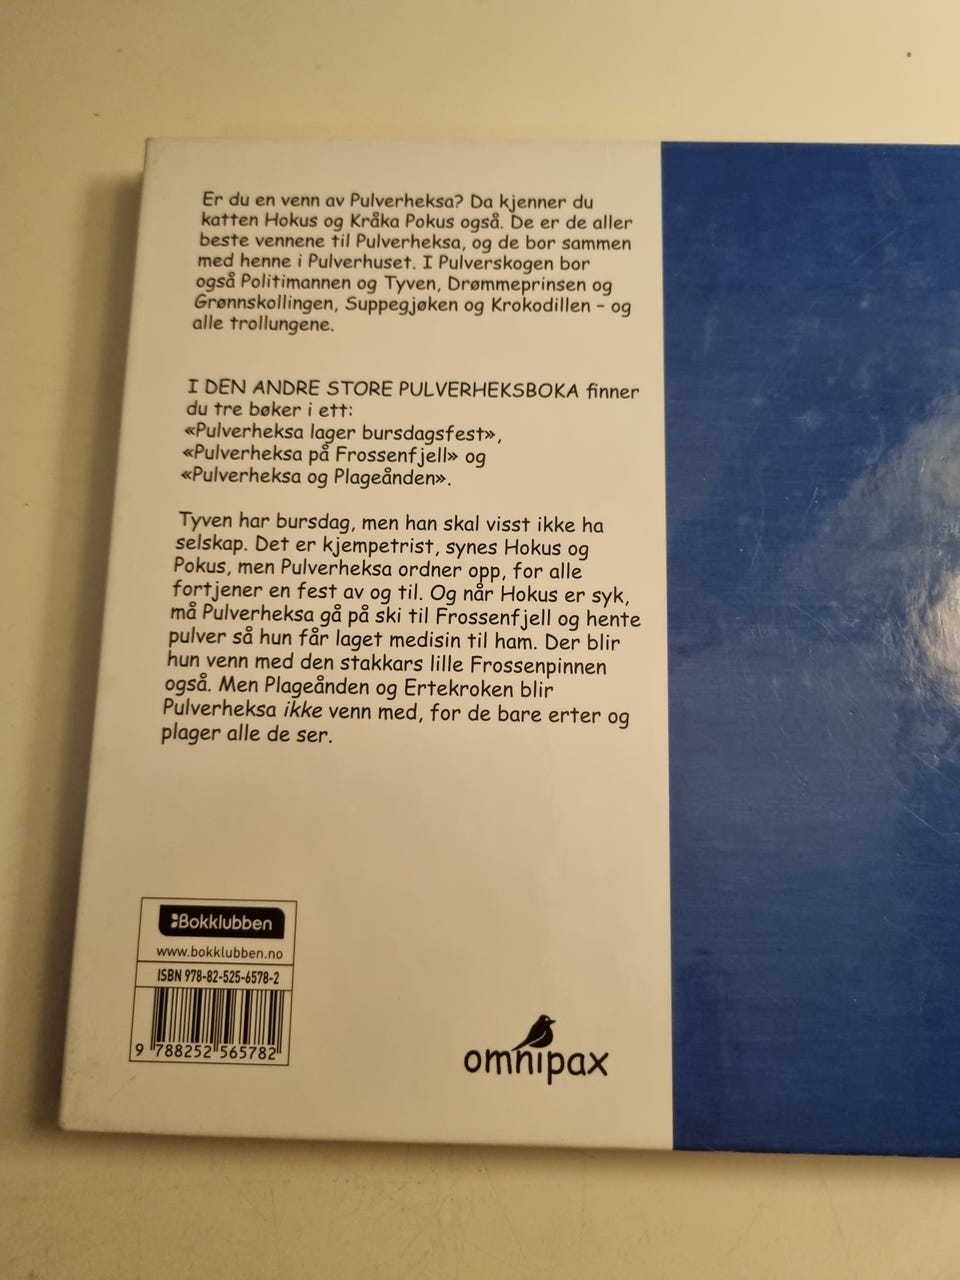 Er du en venn av Pulverheksa? Da kjenner du
katten Hokus og Kråka Pokus også. De er de aller
beste vennene til Pulverheksa, og de bor sammen
med henne i Pulverhuset. I Pulverskogen bor
også Politimannen og Tyven, Drømmeprinsen og
Grønnskollingen, Suppegjøken og Krokodillen – og
alle trollungene.
I DEN ANDRE STORE PULVERHEKSBOKA finner
du tre bøker i ett:
«Pulverheksa lager bursdagsfest»,
«Pulverheksa på Frossenfjell» og
«Pulverheksa og Plageånden».
Tyven har bursdag, men han skal visst ikke ha
selskap. Det er kjempetrist, synes Hokus og
Pokus, men Pulverheksa ordner opp, for alle
fortjener en fest av og til. Og når Hokus er syk,
må Pulverheksa gå på ski til Frossenfjell og hente
pulver så hun får laget medisin til ham. Der blir
hun venn med den stakkars lille Frossenpinnen
også. Men Plageånden og Ertekroken blir
Pulverheksa ikke venn med, for de bare erter og
plager alle de ser.
Bokklubben
www.bokklubben.no
ISBN 978-82-525-6578-2
9 788252 565782
omnipax